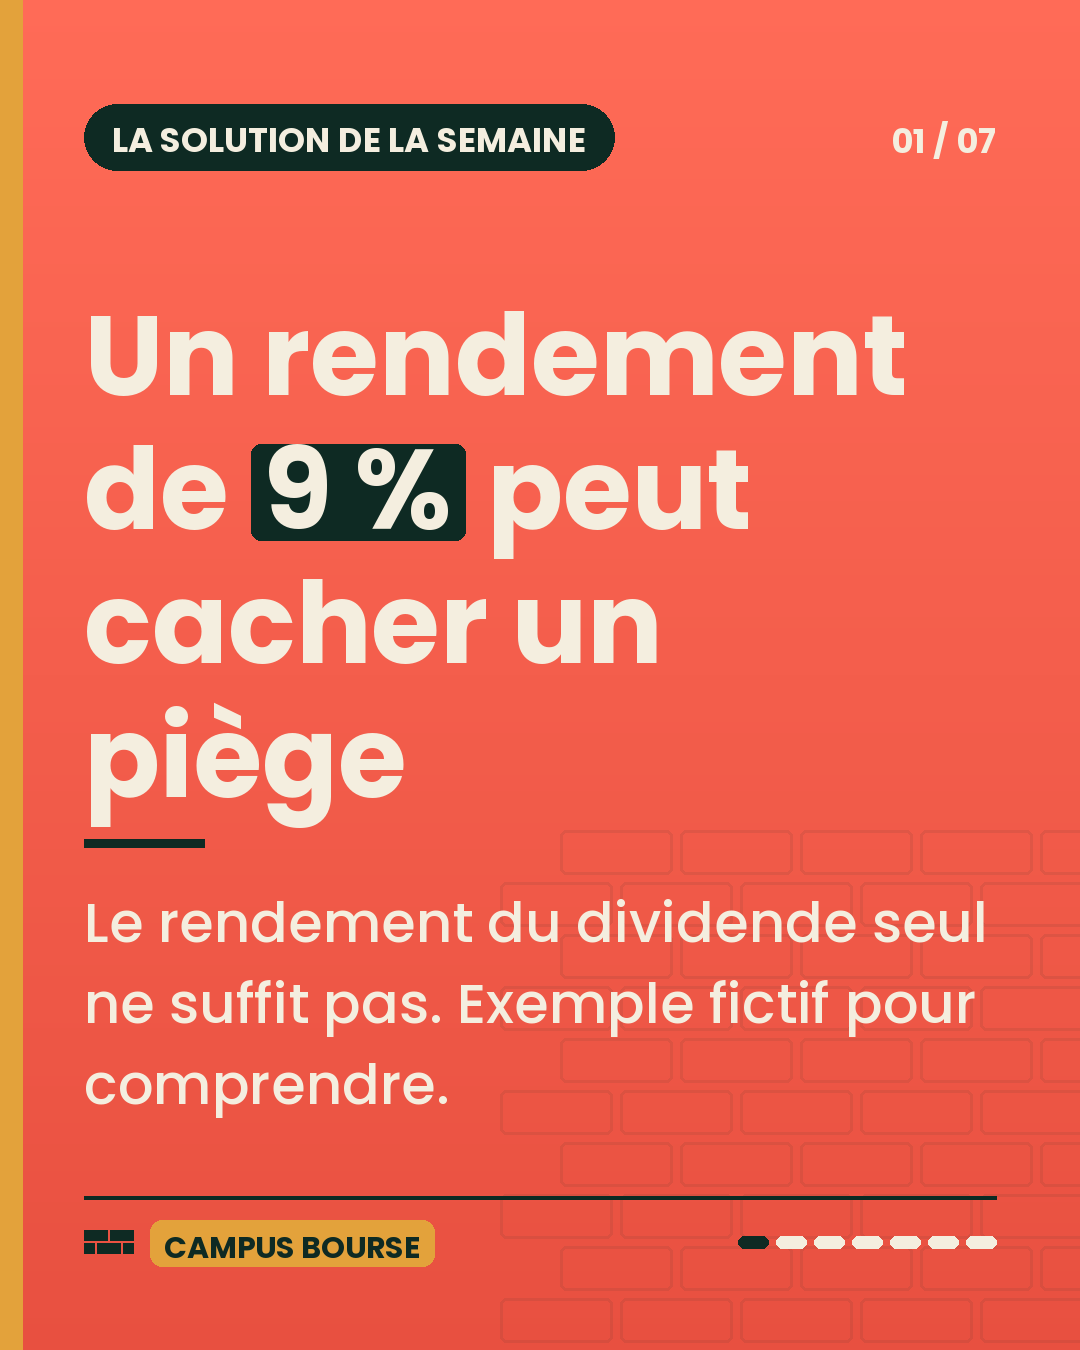 LA SOLUTION DE LA SEMAINE
01 / 07
Un rendement
de 9 % peut
cacher un
piège
Le rendement du dividende seul
ne suffit pas. Exemple fictif pour
comprendre.
CAMPUS BOURSE